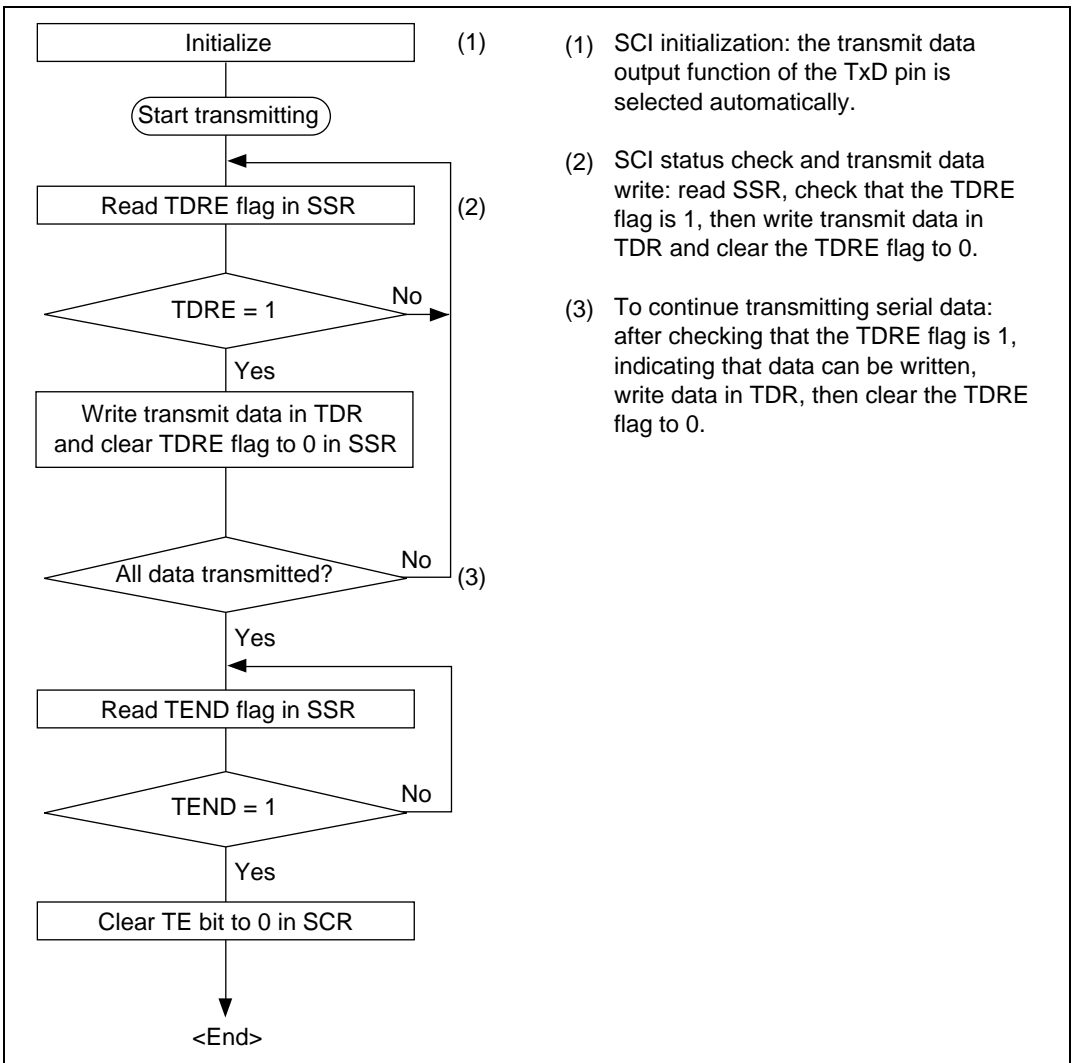 Initialize
(1)
Start transmitting
Read TDRE flag in SSR
(2)
TDRE = 1
No
Yes
Write transmit data in TDR
and clear TDRE flag to 0 in SSR
All data transmitted?
No
(3)
Yes
Read TEND flag in SSR
TEND = 1
No
Yes
Clear TE bit to 0 in SCR
<End>
(1) SCI initialization: the transmit data
output function of the TxD pin is
selected automatically.
(2) SCI status check and transmit data
write: read SSR, check that the TDRE
flag is 1, then write transmit data in
TDR and clear the TDRE flag to 0.
(3) To continue transmitting serial data:
after checking that the TDRE flag is 1,
indicating that data can be written,
write data in TDR, then clear the TDRE
flag to 0.